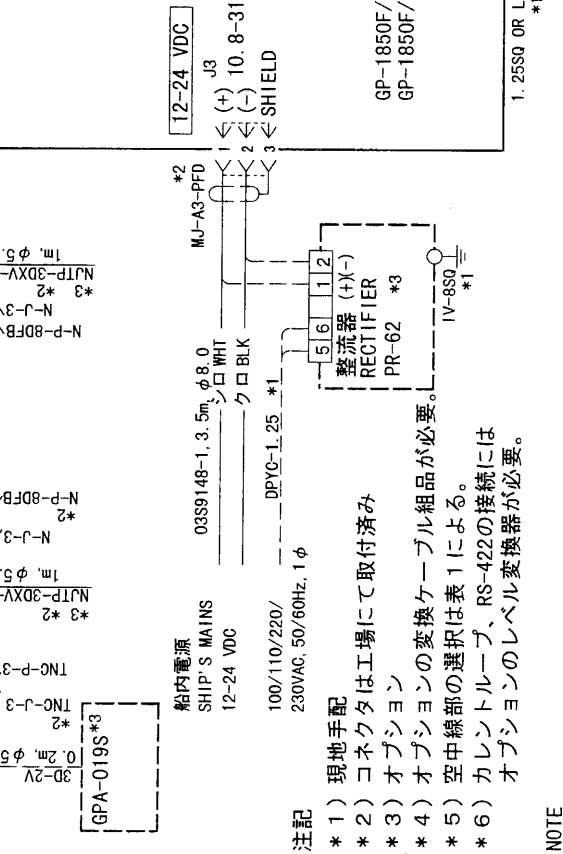 12-24 VDC
J3
(+) 10.8-31
(-)
SHIELD
1
2
3
*2
MJ-A3-PFD
GP-1850F/
GP-1850F/
1.25SQ OR L
*1
1m, φ5.
NJTP-3DXV-
*3 *2
N-J-3
N-P-8DFB
03S9148-1, 3.5m, φ8.0
シロ WHT
クロ BLK
DPYC-1.25 *1
5 6 1 2
(+)(-)
整流器
RECTIFIER
PR-62 *3
IV-8SQ
*1
N-P-8DFB
*2
N-J-3
1m, φ5.
NJTP-3DXV-
*3 *2
TNC-P-3
TNC-J-3
*2
0.2m, φ5
3D-2V
GPA-019S*3
船内電源
SHIP'S MAINS
12-24 VDC
100/110/220/
230VAC, 50/60Hz, 1φ
注記
*1) 現地手配
*2) コネクタは工場にて取付済み
*3) オプション
*4) オプションの変換ケーブル組品が必要。
*5) 空中線部の選択は表1による。
*6) カレントループ、RS-422の接続には
オプションのレベル変換器が必要。
NOTE